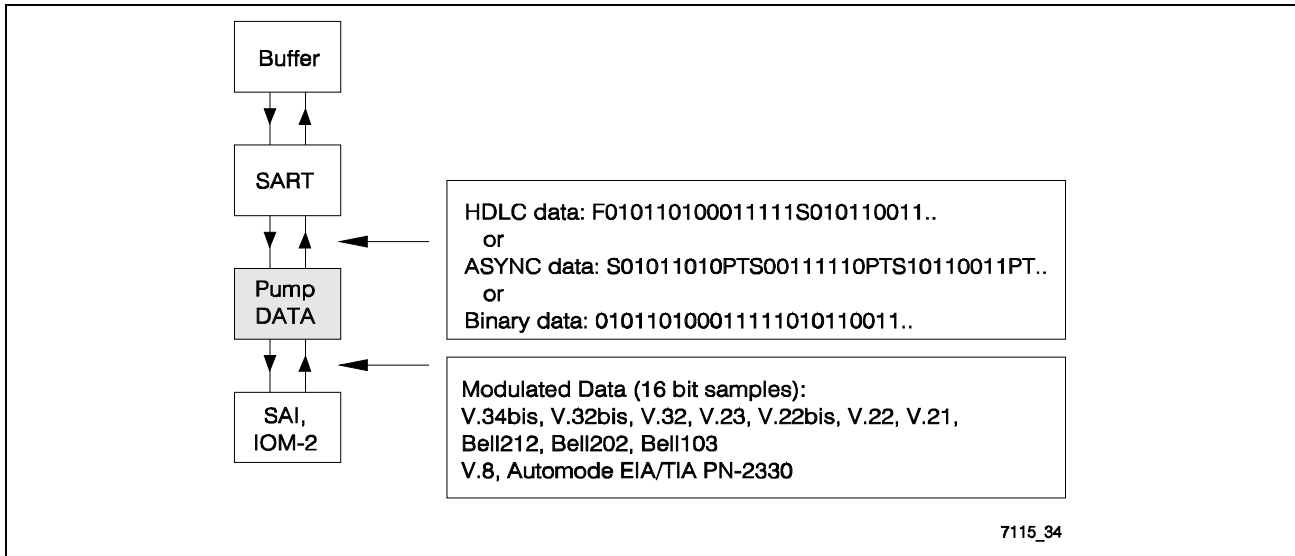 Buffer
SART
Pump
DATA
SAI,
IOM-2
HDLC data: F010110100011111S010110011..
or
ASYNC data: S01011010PTS00111110PTS10110011PT..
or
Binary data: 010110100011111010110011..
Modulated Data (16 bit samples):
V.34bis, V.32bis, V.32, V.23, V.22bis, V.22, V.21,
Bell212, Bell202, Bell103
V.8, Automode EIA/TIA PN-2330
7115_34